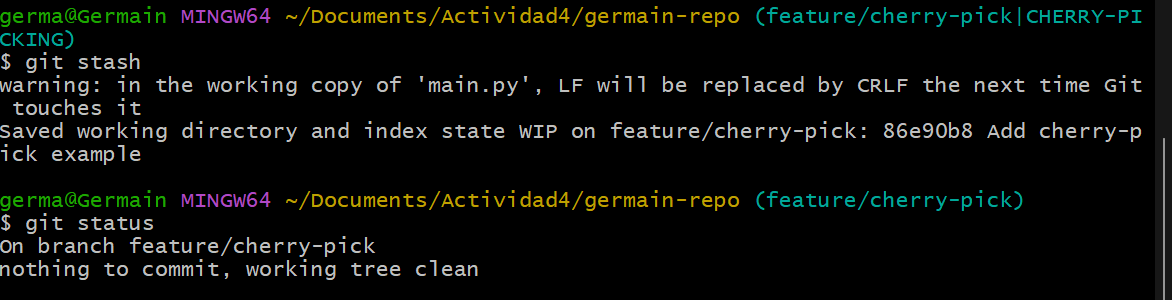 germa@Germain MINGW64 ~/Documents/Actividad4/germain-repo (feature/cherry-pick|CHERRY-PI
CKING)
$ git stash
warning: in the working copy of 'main.py', LF will be replaced by CRLF the next time Git
 touches it
Saved working directory and index state WIP on feature/cherry-pick: 86e90b8 Add cherry-p
ick example
germa@Germain MINGW64 ~/Documents/Actividad4/germain-repo (feature/cherry-pick)
$ git status
On branch feature/cherry-pick
nothing to commit, working tree clean